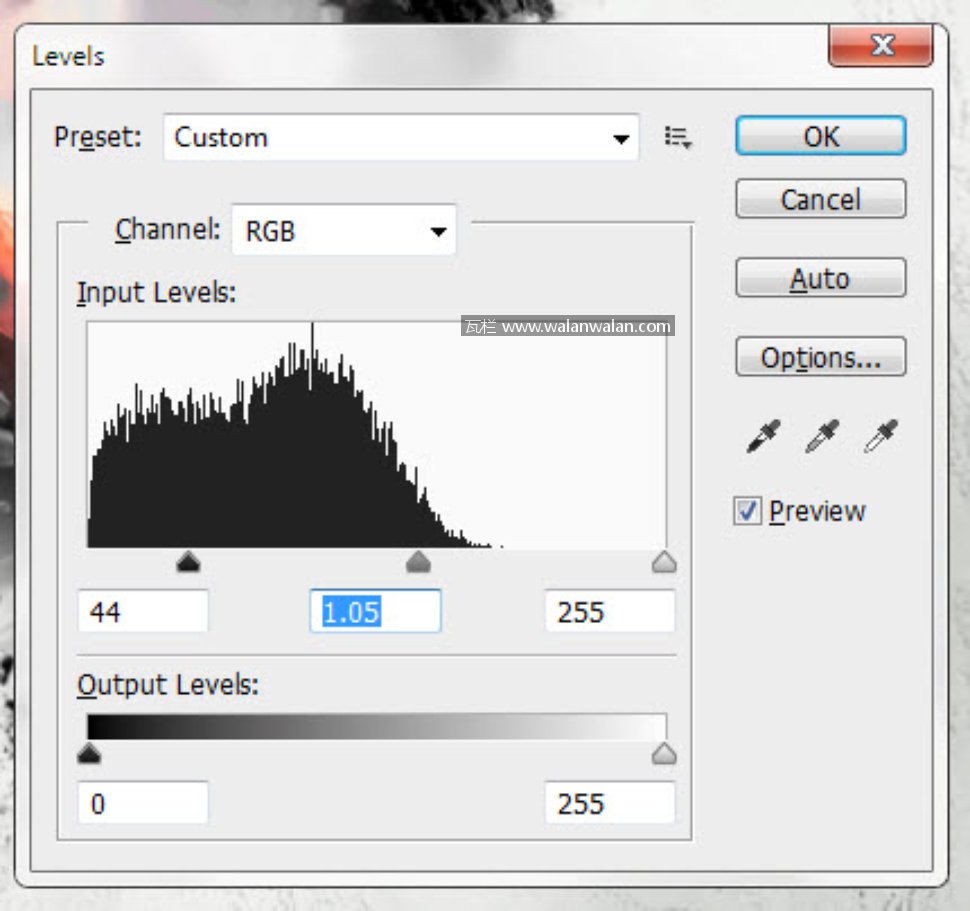 Levels
Preset: Custom
OK
Cancel
Channel: RGB
Auto
Input Levels:
瓦栏 www.walanwalan.com
Options...
Preview
44 1.05 255
Output Levels:
0 255